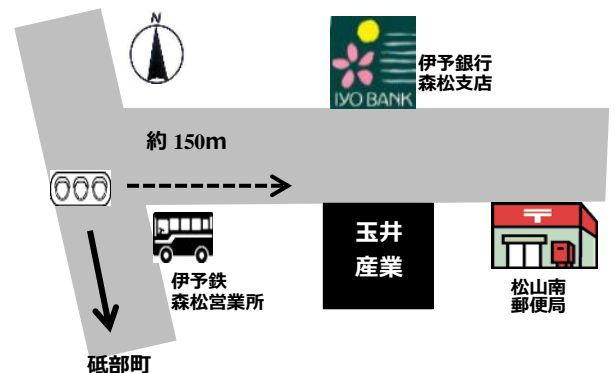 N
IYO BANK
伊予銀行
森松支店
約 150m
玉井
産業
伊予鉄
森松営業所
松山南
郵便局
砥部町